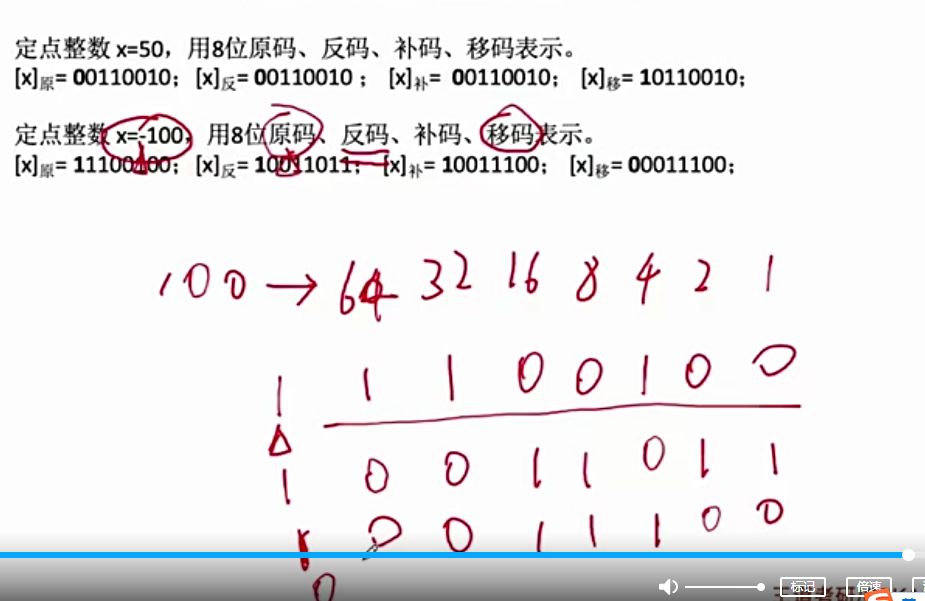 定点整数 x=50，用8位原码、反码、补码、移码表示。
[x]原= 00110010；[x]反= 00110010 ； [x]补= 00110010； [x]移= 10110010；
定点整数 x=-100，用8位原码、反码、补码、移码表示。
[x]原= 11100100；[x]反= 10011011；[x]补= 10011100； [x]移= 00011100；
100 → 64 32 16 8 4 2 1
1 1 1 0 0 1 0 0
1 0 0 1 1 0 1 1
1 0 0 1 1 1 0 0
0
标记 倍速